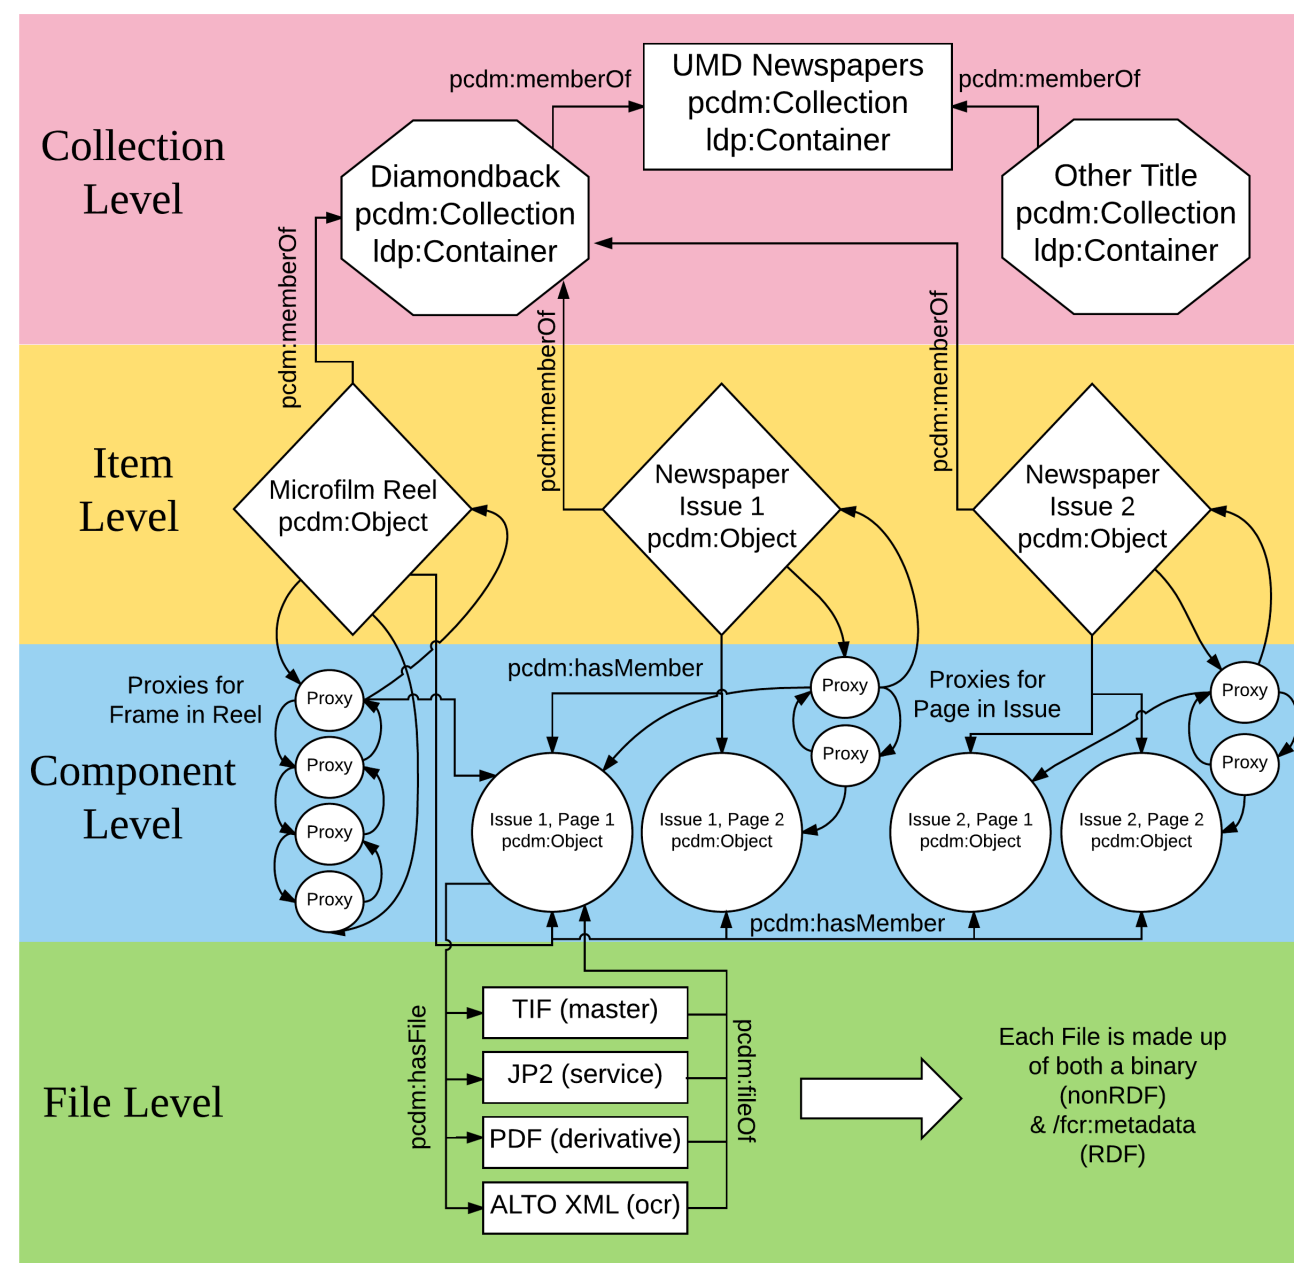 Collection
Level
pcdm:memberOf
UMD Newspapers
pcdm:Collection
ldp:Container
pcdm:memberOf
Diamondback
pcdm:Collection
ldp:Container
Other Title
pcdm:Collection
ldp:Container
pcdm:memberOf
pcdm:memberOf
pcdm:memberOf
Item
Level
Microfilm Reel
pcdm:Object
Newspaper
Issue 1
pcdm:Object
Newspaper
Issue 2
pcdm:Object
Component
Level
Proxies for
Frame in Reel
Proxy
Proxy
Proxy
Proxy
pcdm:hasMember
Proxy
Proxy
Proxies for
Page in Issue
Proxy
Proxy
Issue 1, Page 1
pcdm:Object
Issue 1, Page 2
pcdm:Object
Issue 2, Page 1
pcdm:Object
Issue 2, Page 2
pcdm:Object
pcdm:hasMember
File Level
pcdm:hasFile
TIF (master)
JP2 (service)
PDF (derivative)
ALTO XML (ocr)
pcdm:fileOf
Each File is made up
of both a binary
(nonRDF)
& /fcr:metadata
(RDF)